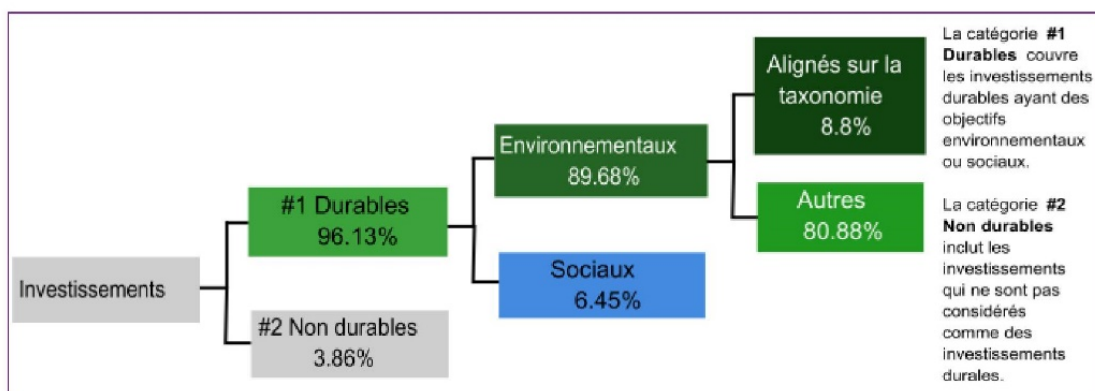 Investissements
#1 Durables
96.13%
#2 Non durables
3.86%
Environnementaux
89.68%
Sociaux
6.45%
Alignés sur la
taxonomie
8.8%
Autres
80.88%
La catégorie #1
Durables couvre
les investissements
durables ayant des
objectifs
environnementaux
ou sociaux.
La catégorie #2
Non durables
inclut les
investissements
qui ne sont pas
considérés
comme des
investissements
durales.